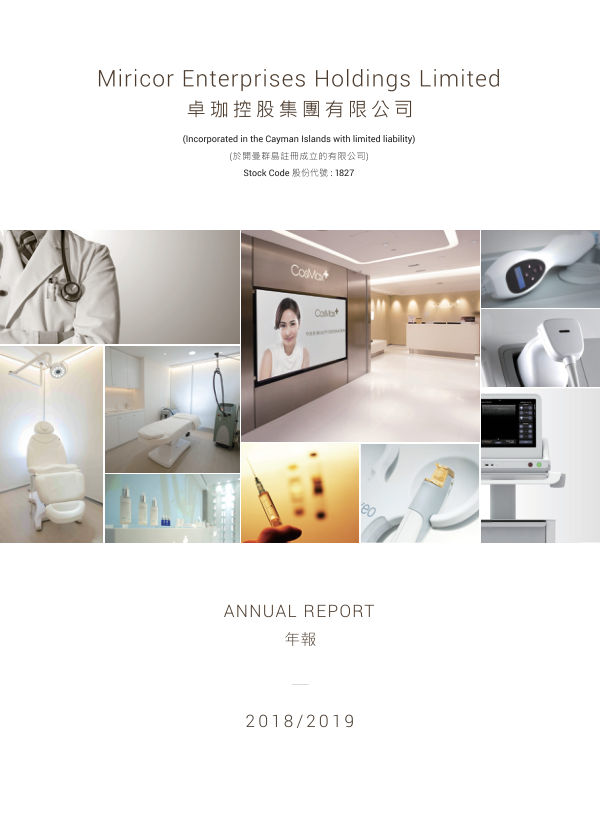 Miricor Enterprises Holdings Limited
卓珈控股集團有限公司
(Incorporated in the Cayman Islands with limited liability)
(於開曼群島註冊成立的有限公司)
Stock Code 股份代號 : 1827
CosMax
CosMax
ANNUAL REPORT
年報
2018/2019